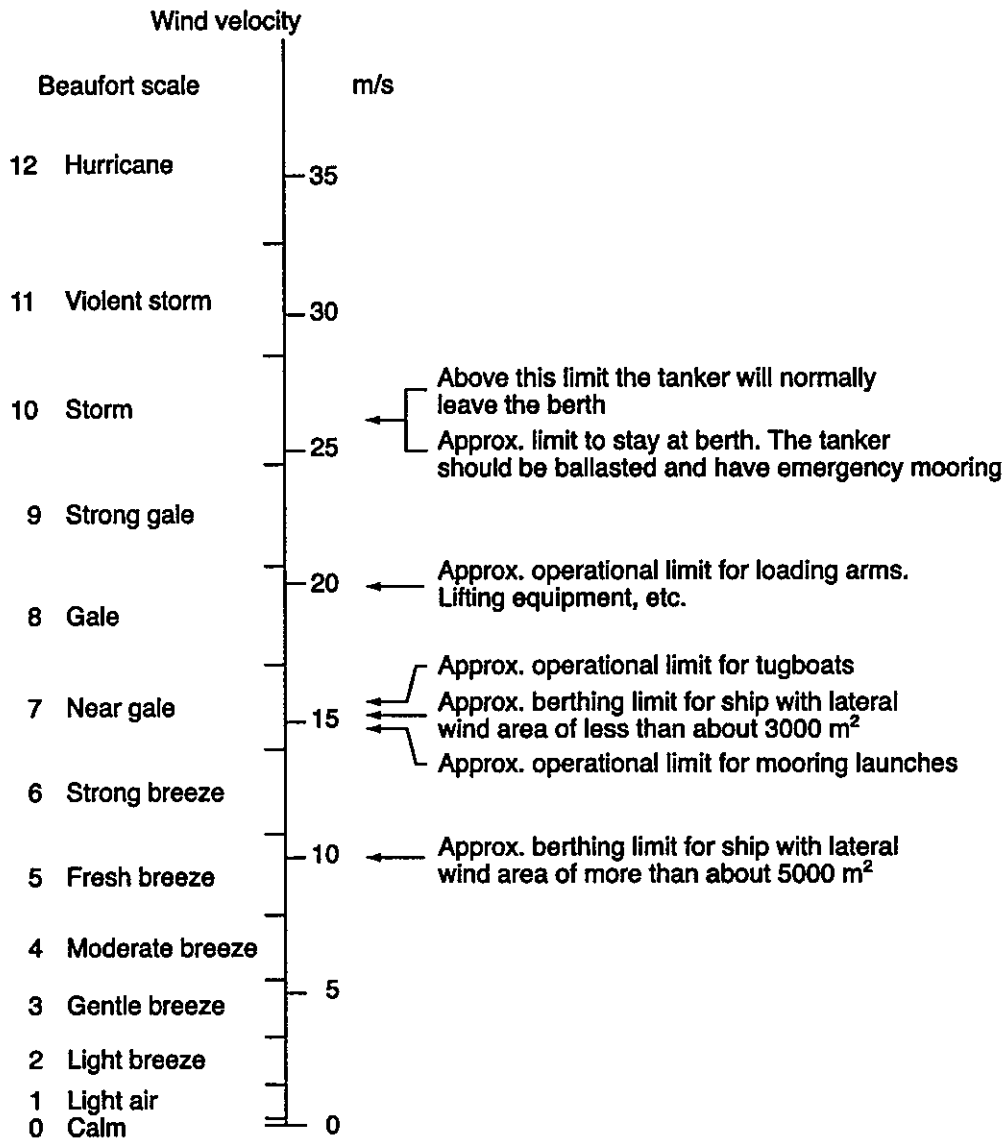 Wind velocity
Beaufort scale m/s
12 Hurricane
35
11 Violent storm
30
Above this limit the tanker will normally
leave the berth
10 Storm
Approx. limit to stay at berth. The tanker
should be ballasted and have emergency mooring
25
9 Strong gale
20
Approx. operational limit for loading arms.
Lifting equipment, etc.
8 Gale
Approx. operational limit for tugboats
7 Near gale
15
Approx. berthing limit for ship with lateral
wind area of less than about 3000 m²
Approx. operational limit for mooring launches
6 Strong breeze
10
Approx. berthing limit for ship with lateral
wind area of more than about 5000 m²
5 Fresh breeze
4 Moderate breeze
5
3 Gentle breeze
2 Light breeze
1 Light air
0 Calm 0